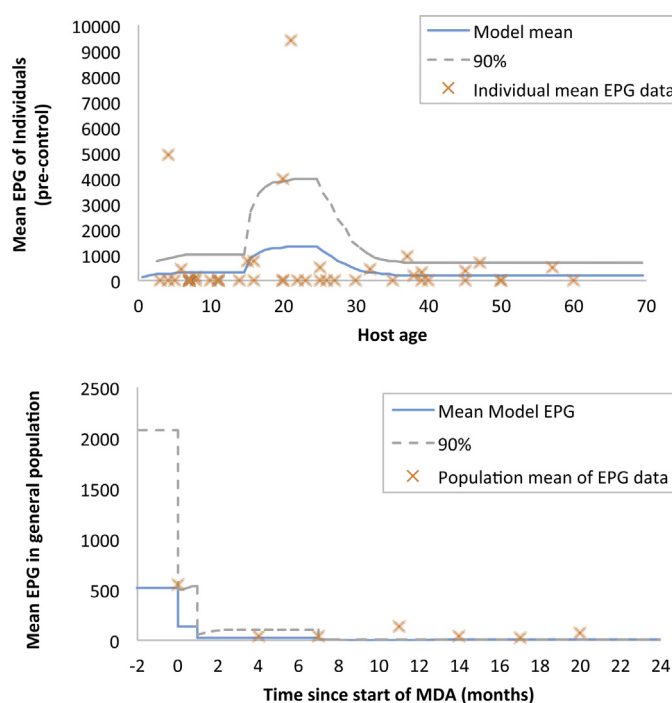 10000
9000
8000
7000
6000
5000
4000
3000
2000
1000
0
Mean EPG of Individuals
(pre-control)
Model mean
90%
Individual mean EPG data
0 10 20 30 40 50 60 70
Host age
2500
2000
1500
1000
500
0
Mean EPG in general population
Mean Model EPG
90%
Population mean of EPG data
-2 0 2 4 6 8 10 12 14 16 18 20 22 24
Time since start of MDA (months)